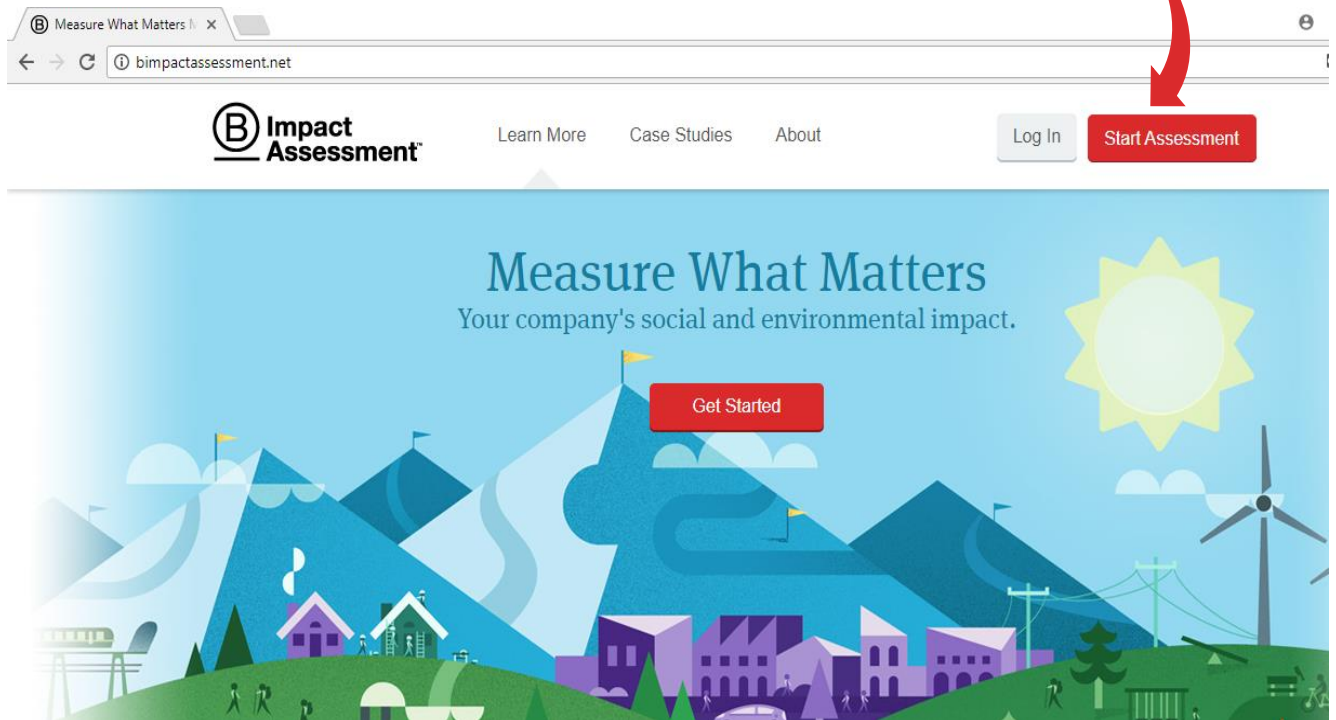 Measure What Matters
bimpactassessment.net
B Impact
Assessment™
Learn More Case Studies About
Log In Start Assessment
Measure What Matters
Your company's social and environmental impact.
Get Started